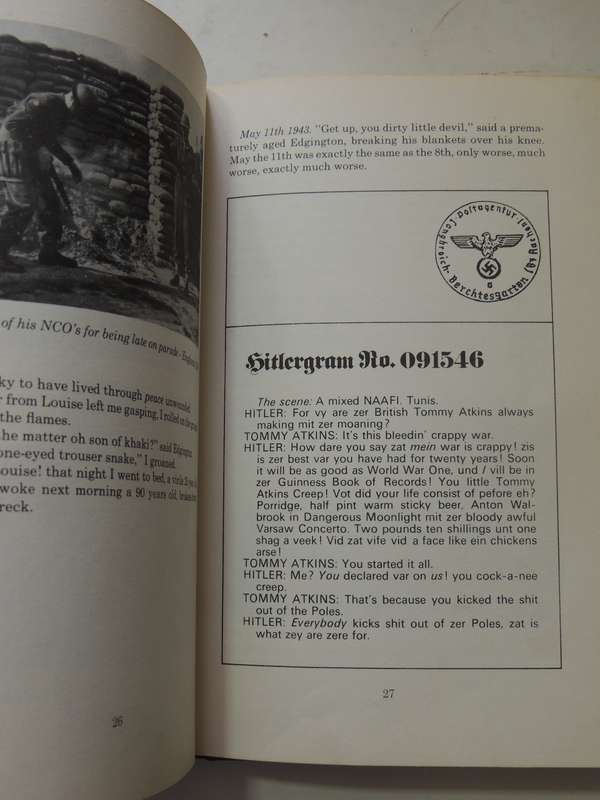 of his NCO's for being late on parade - Edgington
ky to have lived through peace
r from Louise left me gasping, I rolled on the
the flames.
he matter oh son of khaki?" said Edgington.
one-eyed trouser snake," I groaned.
ouise! that night I went to bed, a virile
woke next morning a 90 years old, broken
reck.
26
May 11th 1943. "Get up, you dirty little devil," said a prema-
turely aged Edgington, breaking his blankets over his knee.
May the 11th was exactly the same as the 8th, only worse, much
worse, exactly much worse.
Berchtesgarten
Hitlergram No. 091546
The scene: A mixed NAAFI. Tunis.
HITLER: For vy are zer British Tommy Atkins always
making mit zer moaning?
TOMMY ATKINS: It's this bleedin' crappy war.
HITLER: How dare you say zat mein war is crappy! zis
is zer best var you have had for twenty years! Soon
it will be as good as World War One, und I vill be in
zer Guinness Book of Records! You little Tommy
Atkins Creep! Vot did your life consist of pefore eh?
Porridge, half pint warm sticky beer, Anton Wal-
brook in Dangerous Moonlight mit zer bloody awful
Varsaw Concerto. Two pounds ten shillings unt one
shag a veek! Vid zat vife vid a face like ein chickens
arse!
TOMMY ATKINS: You started it all.
HITLER: Me? You declared var on us! you cock-a-nee
creep.
TOMMY ATKINS: That's because you kicked the shit
out of the Poles.
HITLER: Everybody kicks shit out of zer Poles, zat
is what zey are zere for.
27